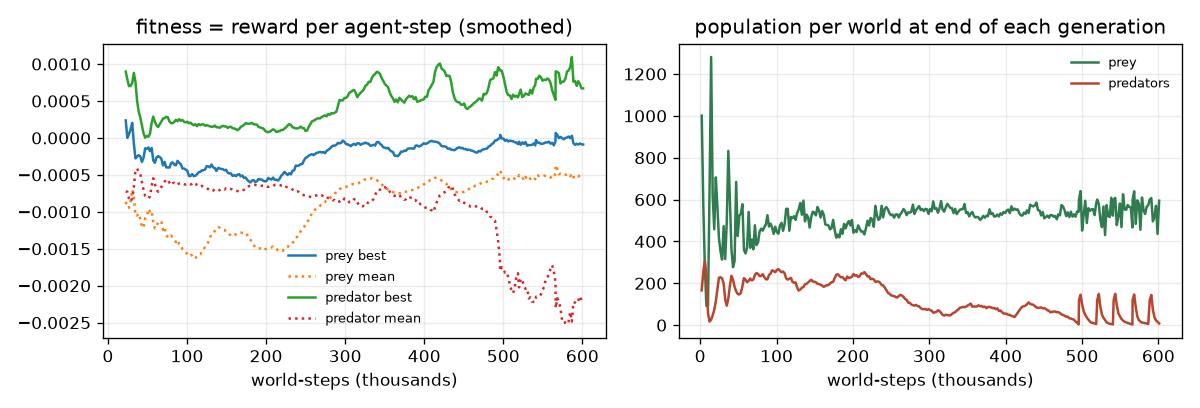 fitness = reward per agent-step (smoothed)
0.0010
0.0005
0.0000
−0.0005
−0.0010
−0.0015
−0.0020
−0.0025
prey best
prey mean
predator best
predator mean
0 100 200 300 400 500 600
world-steps (thousands)
population per world at end of each generation
1200
1000
800
600
400
200
0
prey
predators
0 100 200 300 400 500 600
world-steps (thousands)